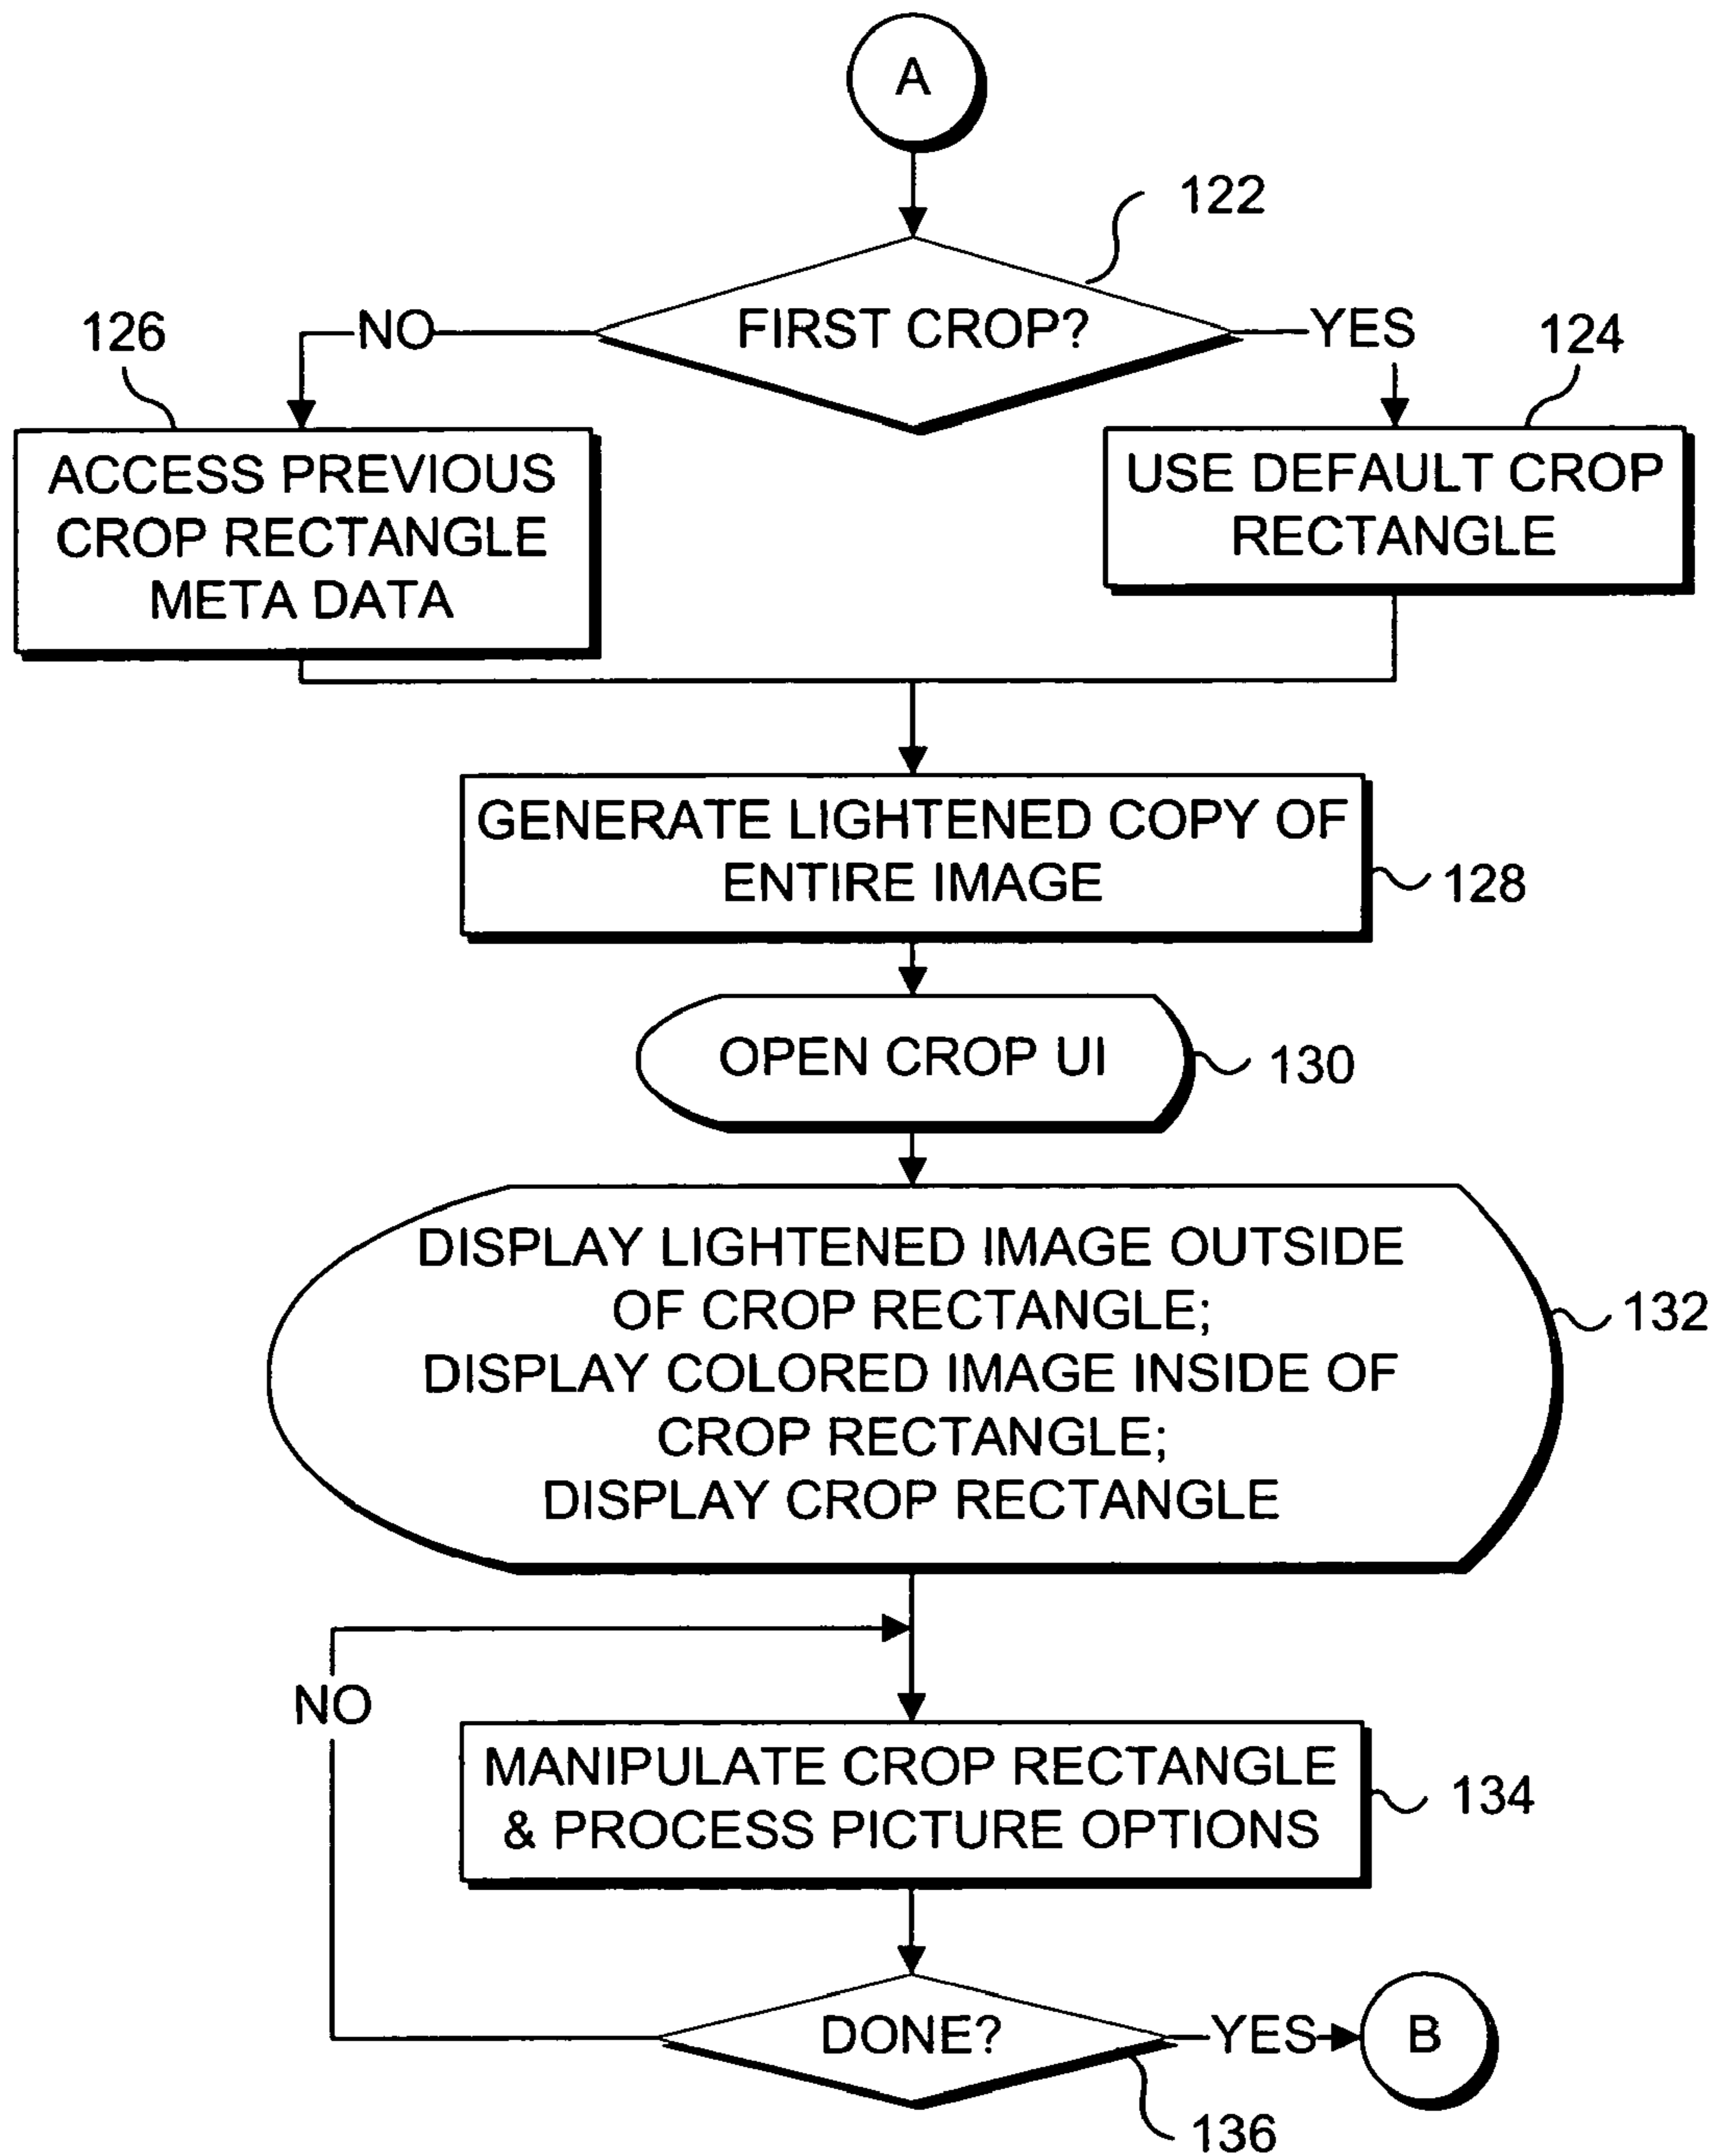 A
122
FIRST CROP?
NO
YES
126
124
ACCESS PREVIOUS
CROP RECTANGLE
META DATA
USE DEFAULT CROP
RECTANGLE
GENERATE LIGHTENED COPY OF
ENTIRE IMAGE
128
OPEN CROP UI
130
DISPLAY LIGHTENED IMAGE OUTSIDE
OF CROP RECTANGLE;
DISPLAY COLORED IMAGE INSIDE OF
CROP RECTANGLE;
DISPLAY CROP RECTANGLE
132
NO
MANIPULATE CROP RECTANGLE
& PROCESS PICTURE OPTIONS
134
DONE?
YES
B
136